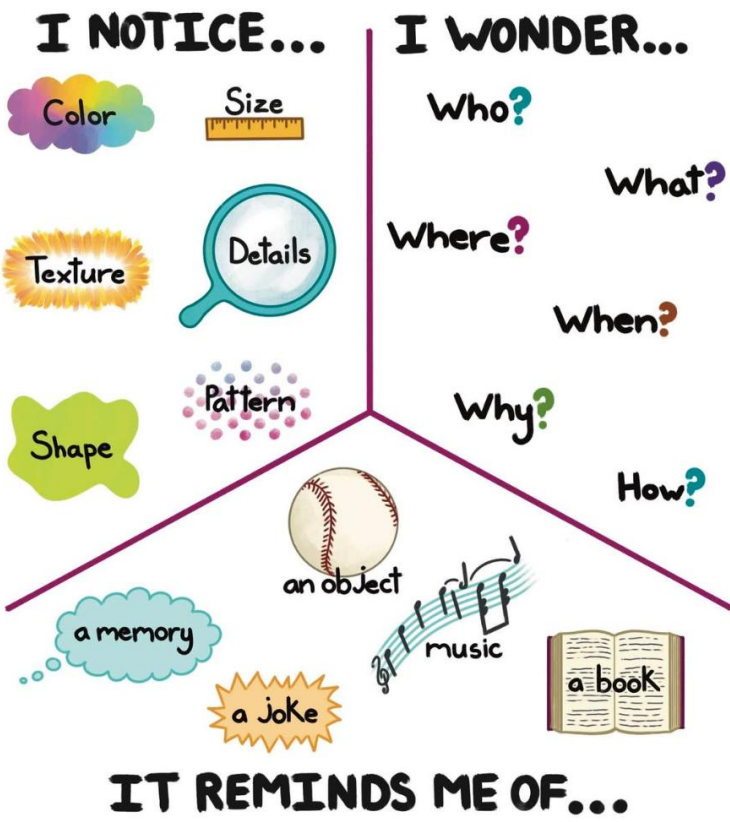 I NOTICE...
Color
Size
Texture
Details
Shape
Pattern
I WONDER...
Who?
What?
Where?
When?
Why?
How?
an object
a memory
music
a joke
a book
IT REMINDS ME OF...